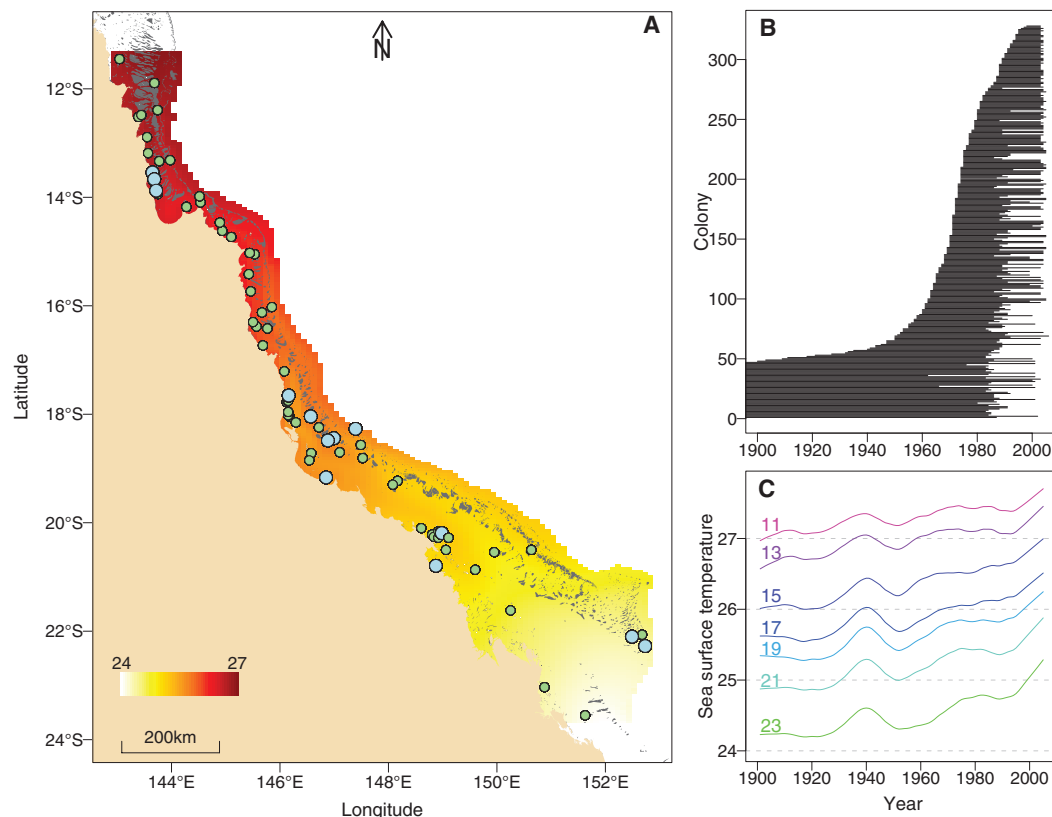 A
N
12°S
14°S
16°S
18°S
20°S
22°S
24°S
Latitude
24 27
200km
144°E 146°E 148°E 150°E 152°E
Longitude
B
300
250
200
150
100
50
0
Colony
1900 1920 1940 1960 1980 2000
C
27
26
25
24
Sea surface temperature
11
13
15
17
19
21
23
1900 1920 1940 1960 1980 2000
Year